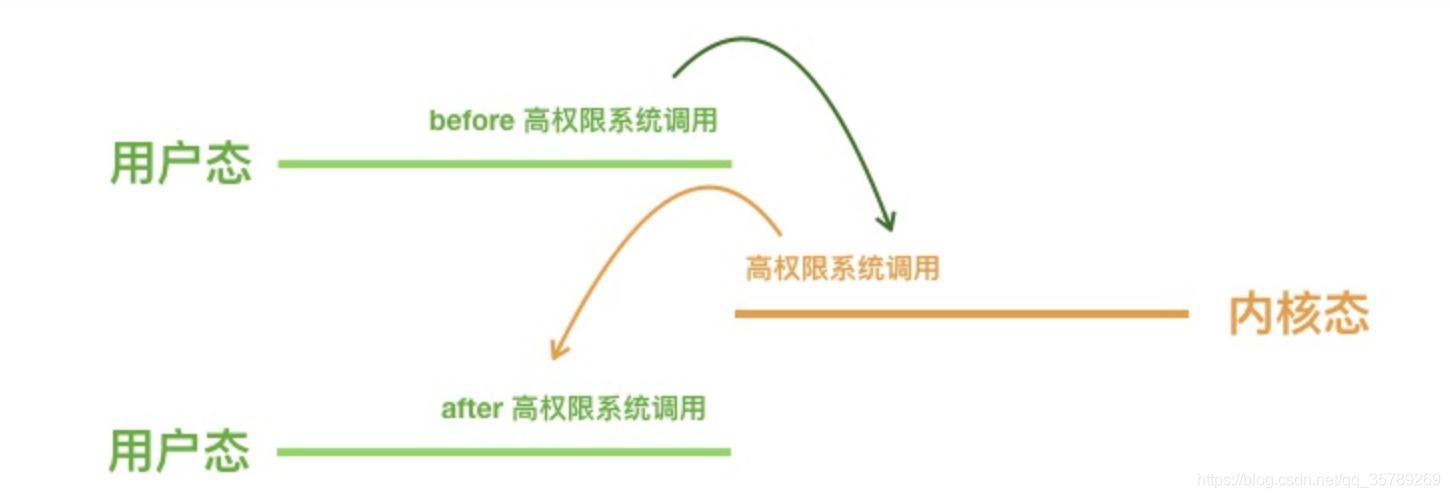 before 高权限系统调用
用户态
高权限系统调用
内核态
after 高权限系统调用
用户态
https://blog.csdn.net/qq_35789269